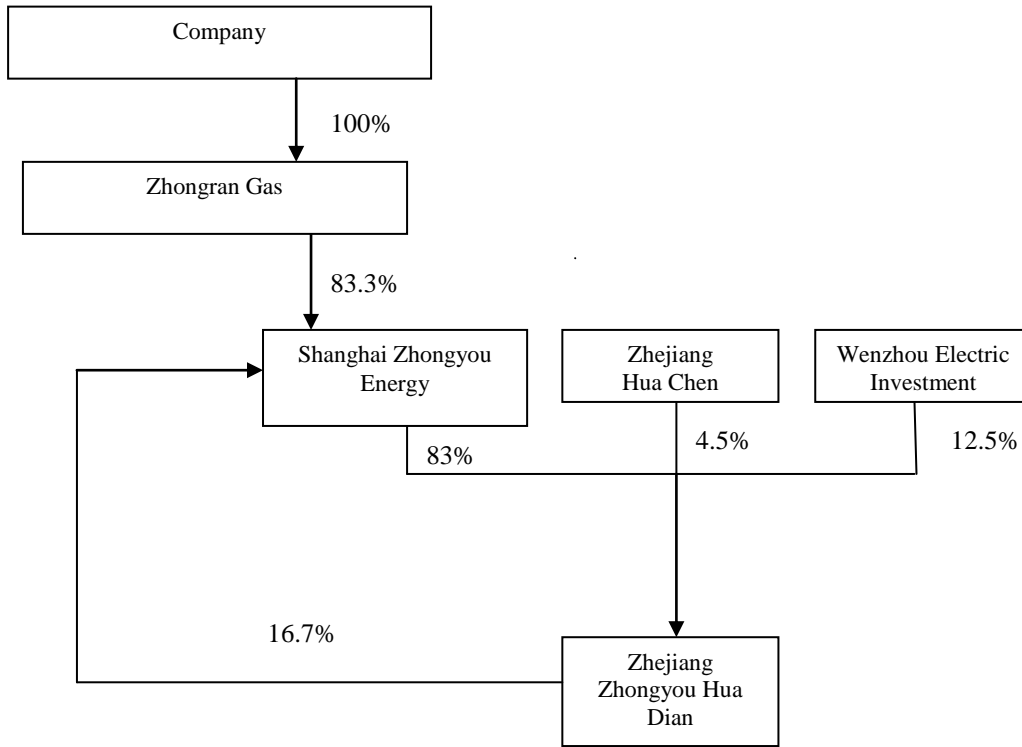 Company
100%
Zhongran Gas
83.3%
Shanghai Zhongyou
Energy
Zhejiang
Hua Chen
Wenzhou Electric
Investment
83%
4.5%
12.5%
16.7%
Zhejiang
Zhongyou Hua
Dian